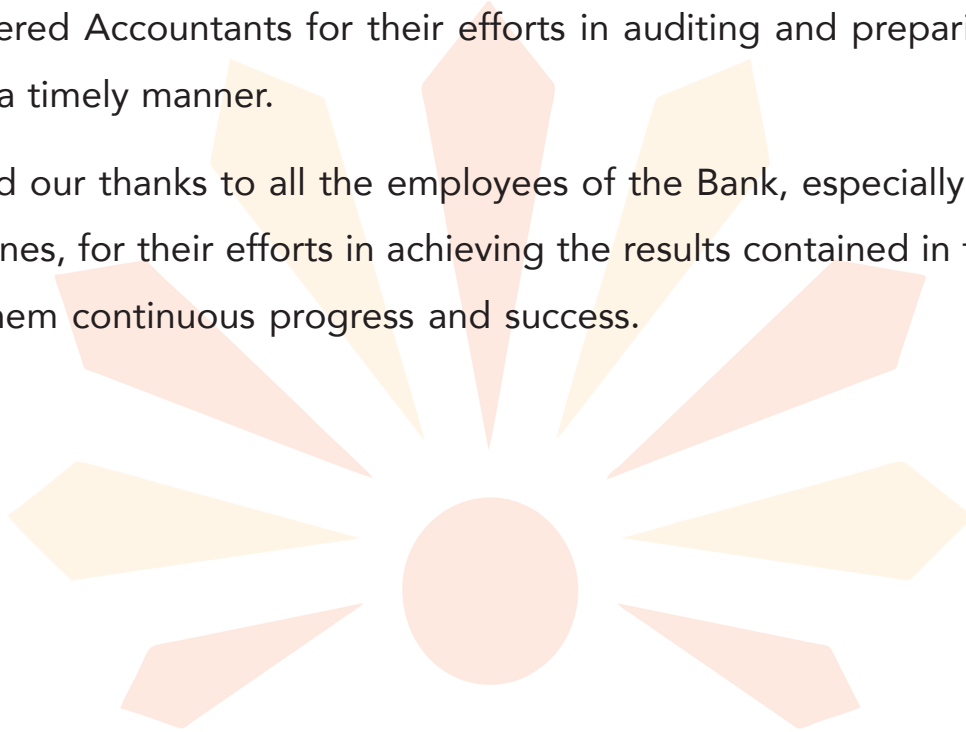 ered Accountants for their efforts in auditing and prepari
a timely manner.
d our thanks to all the employees of the Bank, especially
nes, for their efforts in achieving the results contained in t
hem continuous progress and success.